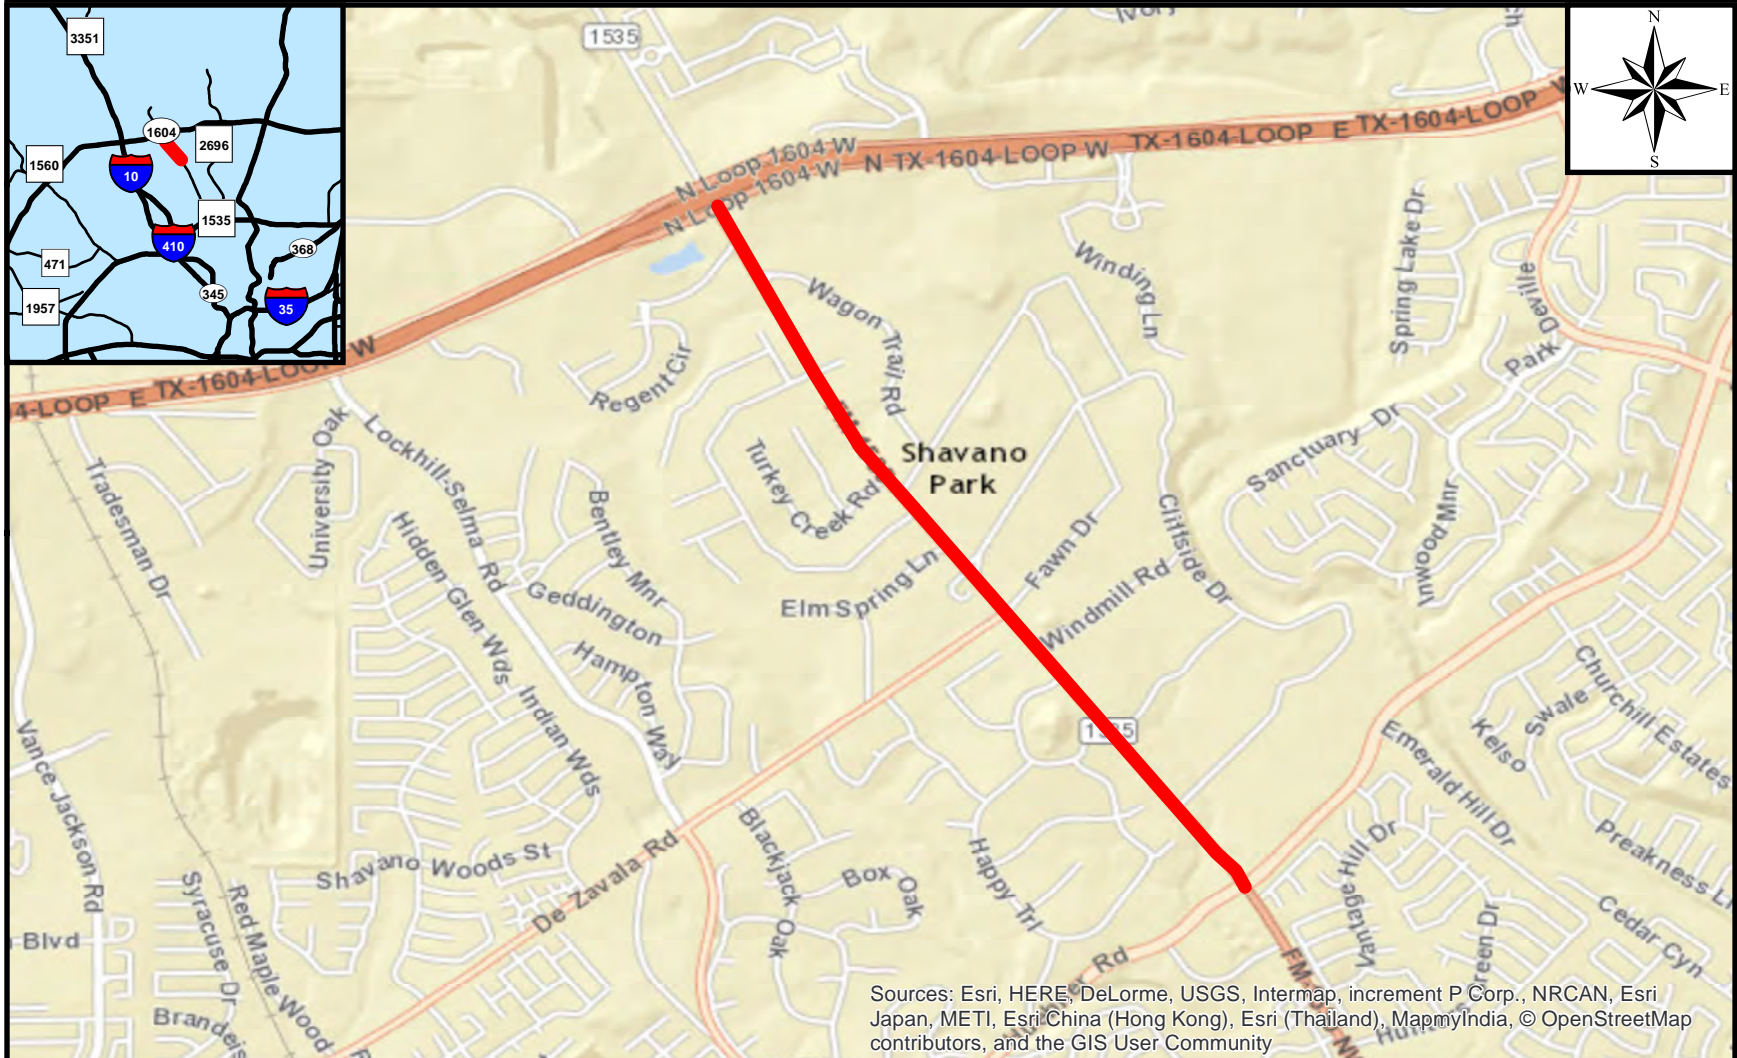 3351
1604
2696
1560
10
1535
410
471
368
345
1957
35
1535
N
W
E
S
N Loop 1604 W
N Loop 1604 W
N TX-1604-LOOP W
TX-1604-LOOP E
TX-1604-LOOP W
4-LOOP E
TX-1604-LOOP W
Spring Lake Dr
Winding Ln
Wagon Trail Rd
Regent Cir
Park Deville
University Oak
Lockhill-Selma Rd
Tradesman Dr
Turkey Creek Rd
Shavano
Park
Sanctuary Dr
Bentley Mnr
Hidden Glen Wds
Cliffside Dr
Inwood Mnr
Fawn Dr
Elm Spring Ln
Windmill Rd
Geddington
Hampton Way
Indian Wds
Churchill Estates
Swale
Kelso
Emerald Hill Dr
Vance Jackson Rd
Blackjack Oak
Box Oak
Happy Trl
Vantage Hill Dr
Preakness Ln
Shavano Woods St
De Zavala Rd
Syracuse Dr
Red Maple Wood
Cedar Cyn
Blvd
Brandeis
Rd
FM
Sources: Esri, HERE, DeLorme, USGS, Intermap, increment P Corp., NRCAN, Esri
Japan, METI, Esri China (Hong Kong), Esri (Thailand), MapmyIndia, © OpenStreetMap
contributors, and the GIS User Community